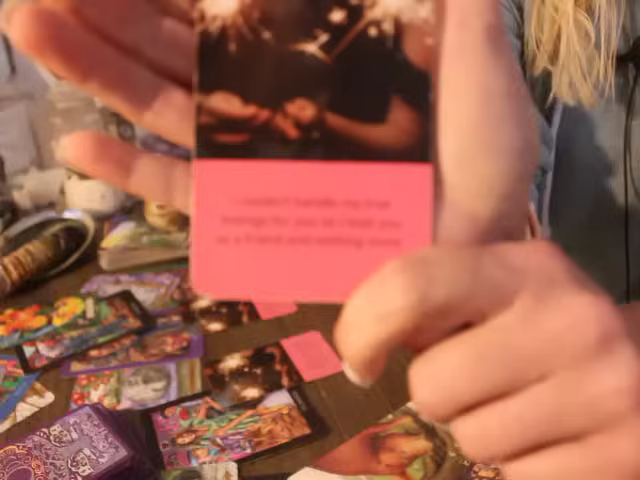 I couldn't handle my true
feelings for you so I kept you
as a friend and nothing more